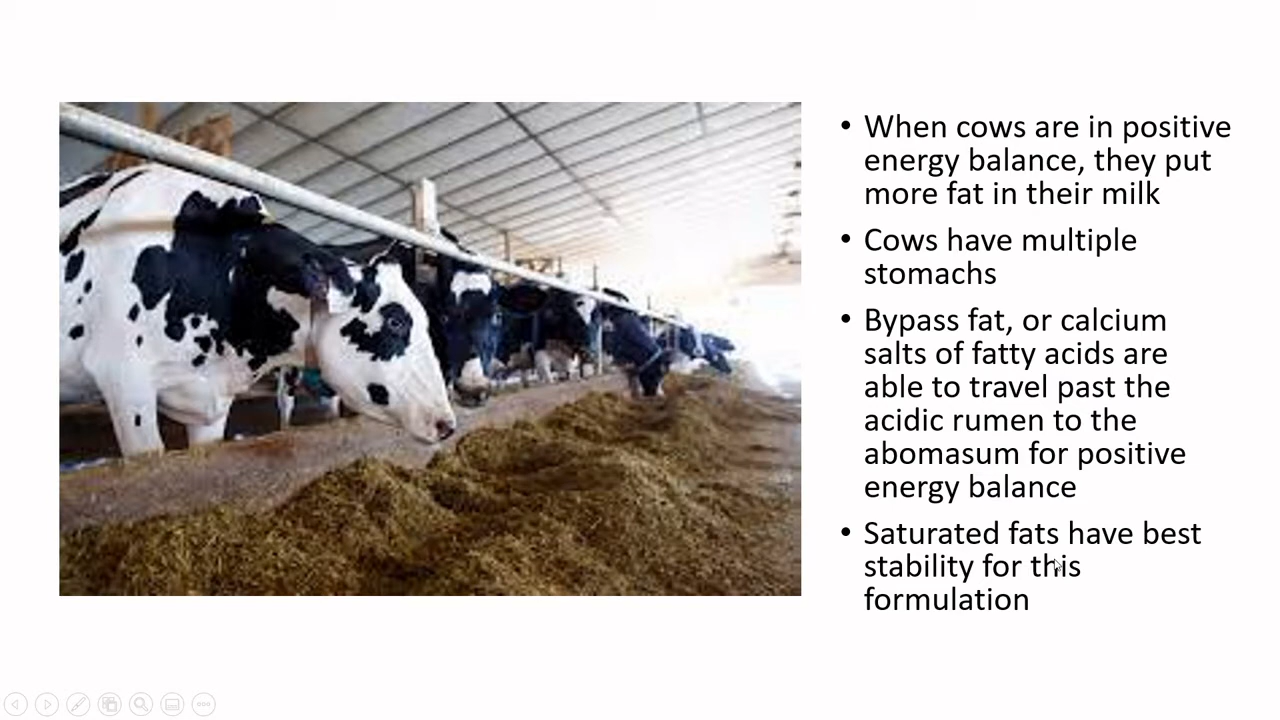 • When cows are in positive
energy balance, they put
more fat in their milk
• Cows have multiple
stomachs
• Bypass fat, or calcium
salts of fatty acids are
able to travel past the
acidic rumen to the
abomasum for positive
energy balance
• Saturated fats have best
stability for this
formulation